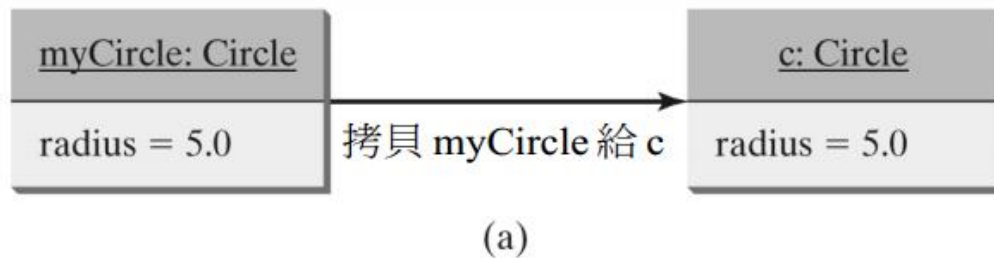 myCircle: Circle
c: Circle
radius = 5.0
拷貝 myCircle 給 c
radius = 5.0
(a)